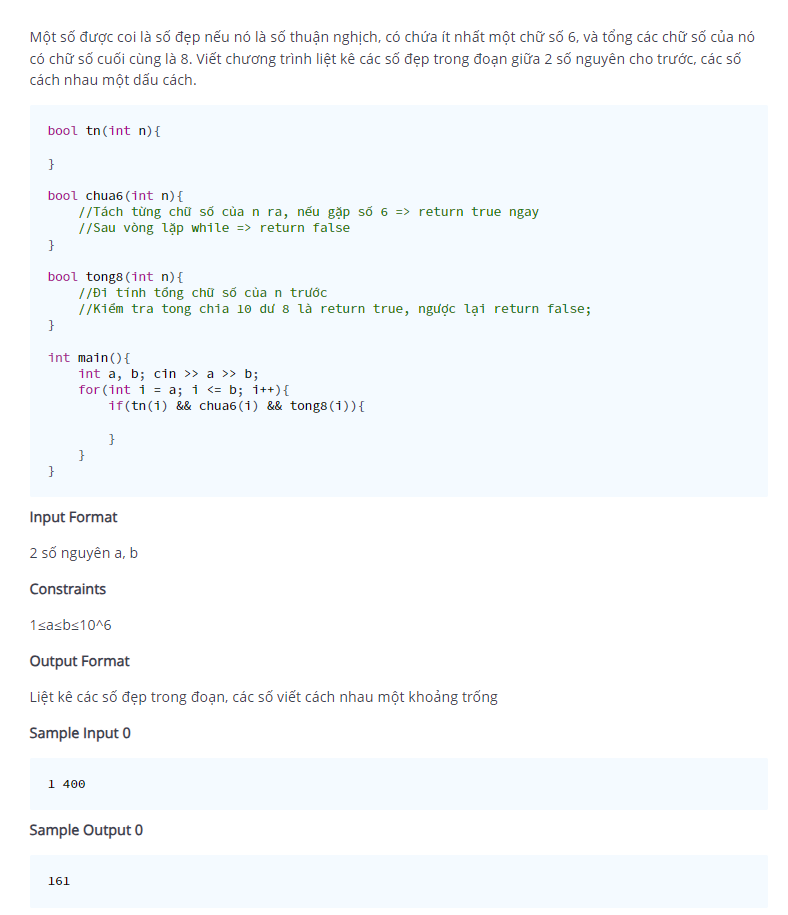 Một số được coi là số đẹp nếu nó là số thuận nghịch, có chứa ít nhất một chữ số 6, và tổng các chữ số của nó
có chữ số cuối cùng là 8. Viết chương trình liệt kê các số đẹp trong đoạn giữa 2 số nguyên cho trước, các số
cách nhau một dấu cách.
bool tn(int n){
}
bool chua6(int n){
//Tách từng chữ số của n ra, nếu gặp số 6 => return true ngay
//Sau vòng lặp while => return false
}
bool tong8(int n){
//Đi tính tổng chữ số của n trước
//Kiểm tra tong chia 10 dư 8 là return true, ngược lại return false;
}
int main(){
int a, b; cin >> a >> b;
for(int i = a; i <= b; i++){
if(tn(i) && chua6(i) && tong8(i)){
}
}
}
Input Format
2 số nguyên a, b
Constraints
1≤a≤b≤10^6
Output Format
Liệt kê các số đẹp trong đoạn, các số viết cách nhau một khoảng trống
Sample Input 0
1 400
Sample Output 0
161